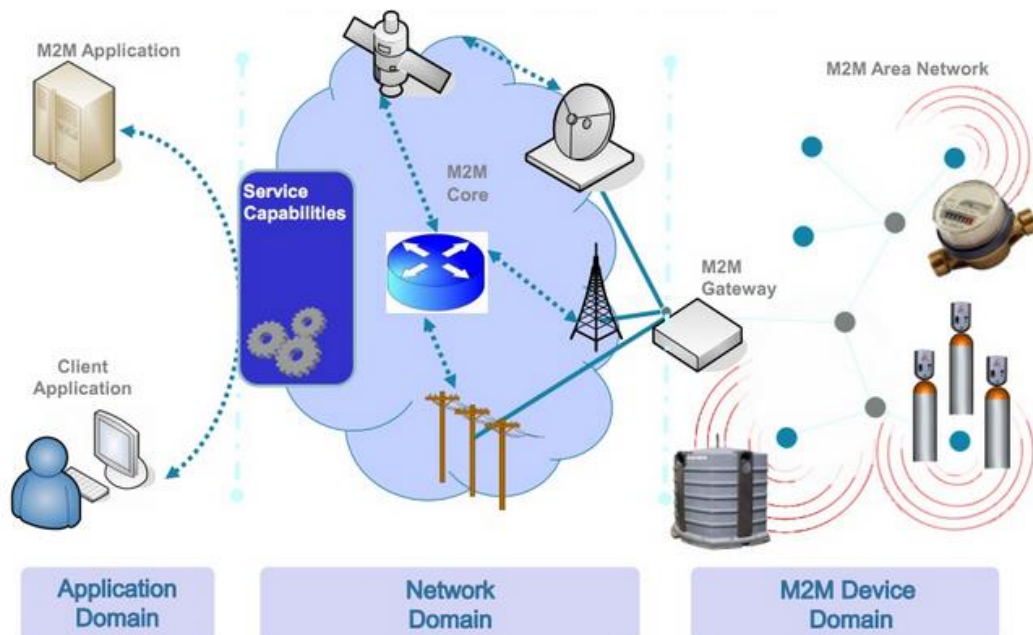 M2M Application
Service
Capabilities
M2M
Core
M2M
Gateway
M2M Area Network
Client
Application
Application
Domain
Network
Domain
M2M Device
Domain